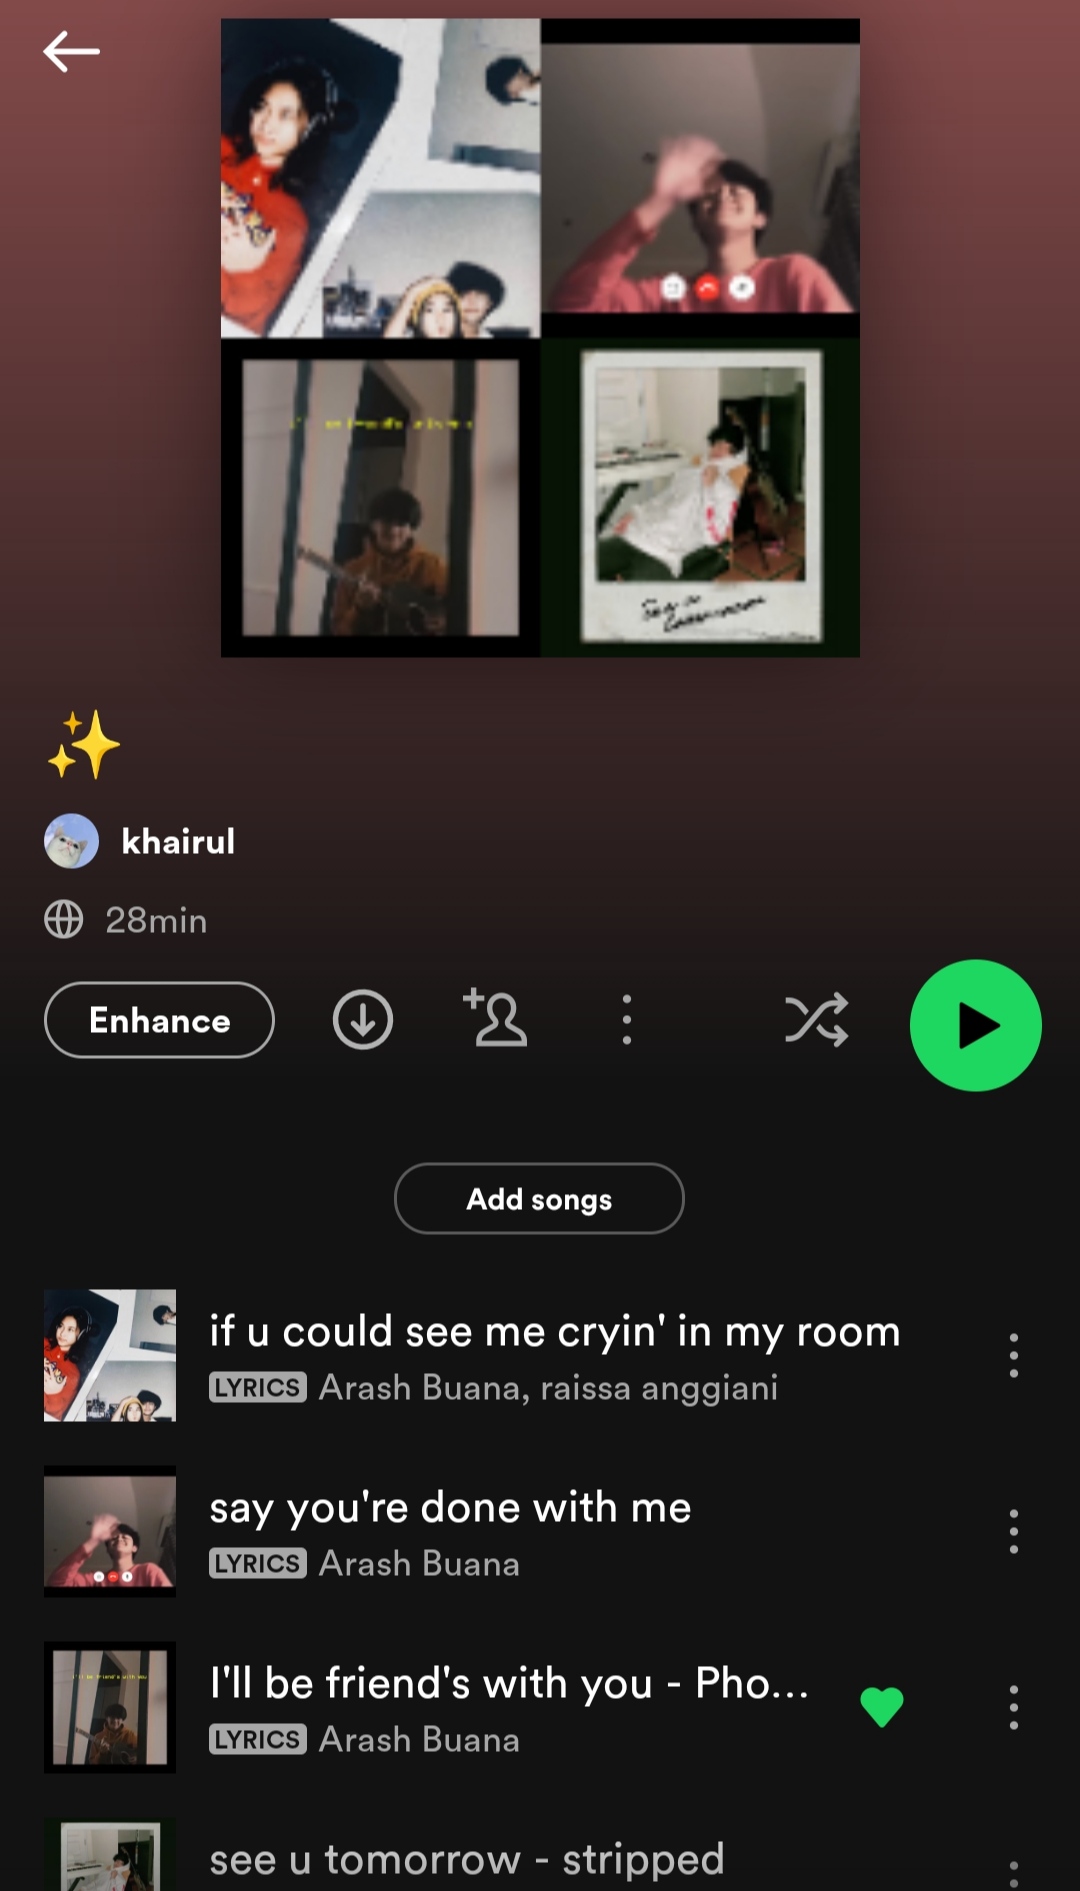 khairul
28min
Enhance
Add songs
if u could see me cryin' in my room
LYRICS Arash Buana, raissa anggiani
say you're done with me
LYRICS Arash Buana
I'll be friend's with you - Pho...
LYRICS Arash Buana
see u tomorrow - stripped